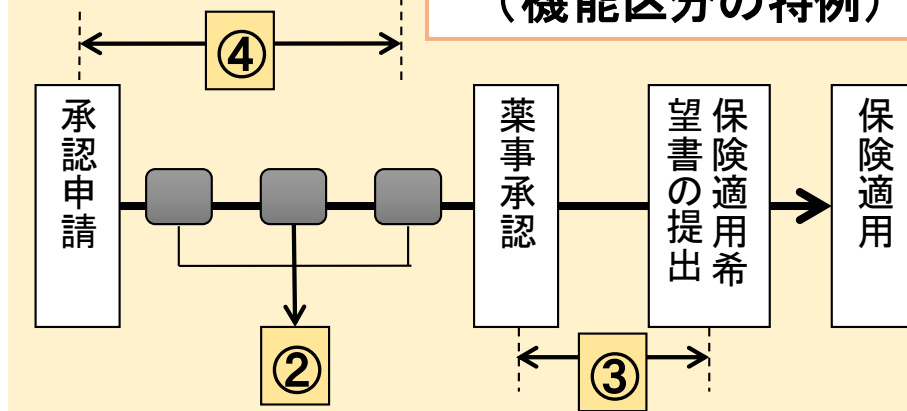 (機能区分の特例)
④
承認申請
薬事承認
保険適用希
望書の提出
保険適用
②
③